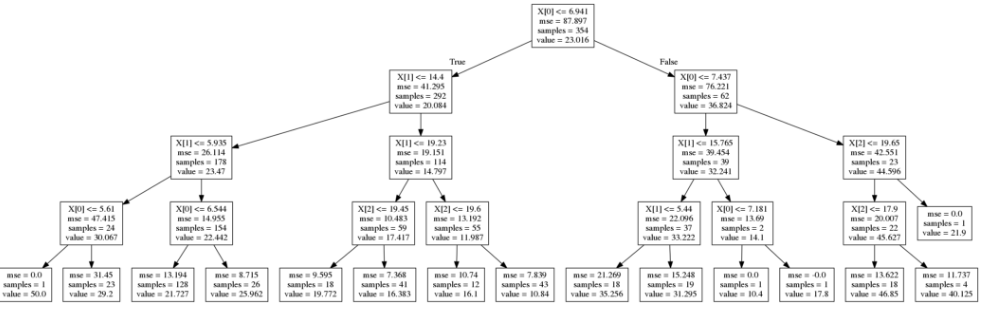 X[0] <= 6.941
mse = 87.897
samples = 354
value = 23.016
True
False
X[1] <= 14.4
mse = 41.295
samples = 292
value = 20.084
X[0] <= 7.437
mse = 76.221
samples = 62
value = 36.824
X[1] <= 5.935
mse = 26.114
samples = 178
value = 23.47
X[1] <= 19.23
mse = 19.151
samples = 114
value = 14.797
X[1] <= 15.765
mse = 39.454
samples = 39
value = 32.241
X[2] <= 19.65
mse = 42.551
samples = 23
value = 44.596
X[0] <= 5.61
mse = 47.415
samples = 24
value = 30.067
X[0] <= 6.544
mse = 14.955
samples = 154
value = 22.442
X[2] <= 19.45
mse = 10.483
samples = 59
value = 17.417
X[2] <= 19.6
mse = 13.192
samples = 55
value = 11.987
X[1] <= 5.44
mse = 22.096
samples = 37
value = 33.222
X[0] <= 7.181
mse = 13.69
samples = 2
value = 14.1
X[2] <= 17.9
mse = 20.007
samples = 22
value = 45.627
mse = 0.0
samples = 1
value = 21.9
mse = 0.0
samples = 1
value = 50.0
mse = 31.45
samples = 23
value = 29.2
mse = 13.194
samples = 128
value = 21.727
mse = 8.715
samples = 26
value = 25.962
mse = 9.595
samples = 18
value = 19.772
mse = 7.368
samples = 41
value = 16.383
mse = 10.74
samples = 12
value = 16.1
mse = 7.839
samples = 43
value = 10.84
mse = 21.269
samples = 18
value = 35.256
mse = 15.248
samples = 19
value = 31.295
mse = 0.0
samples = 1
value = 10.4
mse = -0.0
samples = 1
value = 17.8
mse = 13.622
samples = 18
value = 46.85
mse = 11.737
samples = 4
value = 40.125